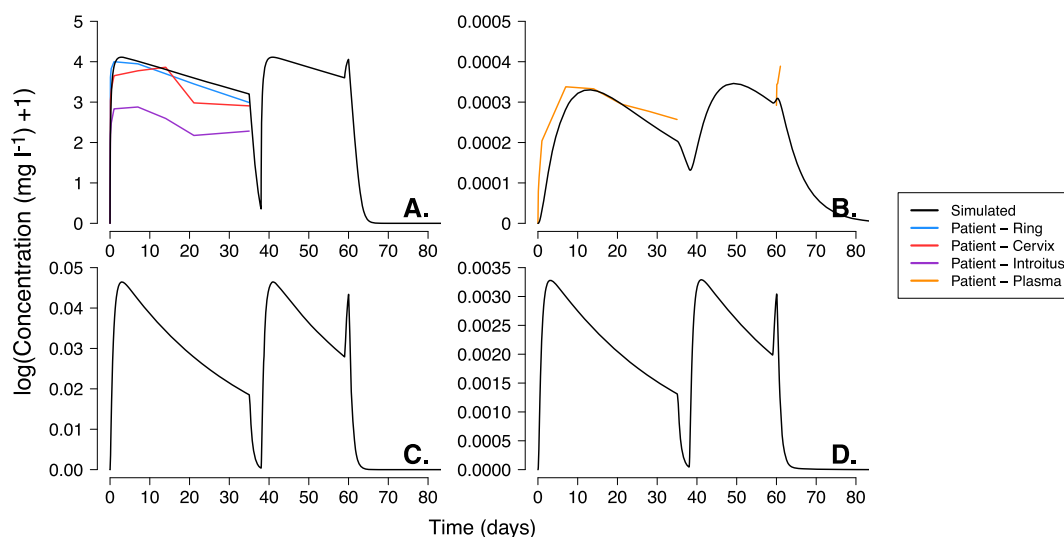 log(Concentration (mg l⁻¹) +1)
5
4
3
2
1
0
0 10 20 30 40 50 60 70 80
A.
0.0005
0.0004
0.0003
0.0002
0.0001
0
0 10 20 30 40 50 60 70 80
B.
0.05
0.04
0.03
0.02
0.01
0.00
0 10 20 30 40 50 60 70 80
C.
0.0035
0.0030
0.0025
0.0020
0.0015
0.0010
0.0005
0.0000
0 10 20 30 40 50 60 70 80
D.
Time (days)
Simulated
Patient – Ring
Patient – Cervix
Patient – Introitus
Patient – Plasma